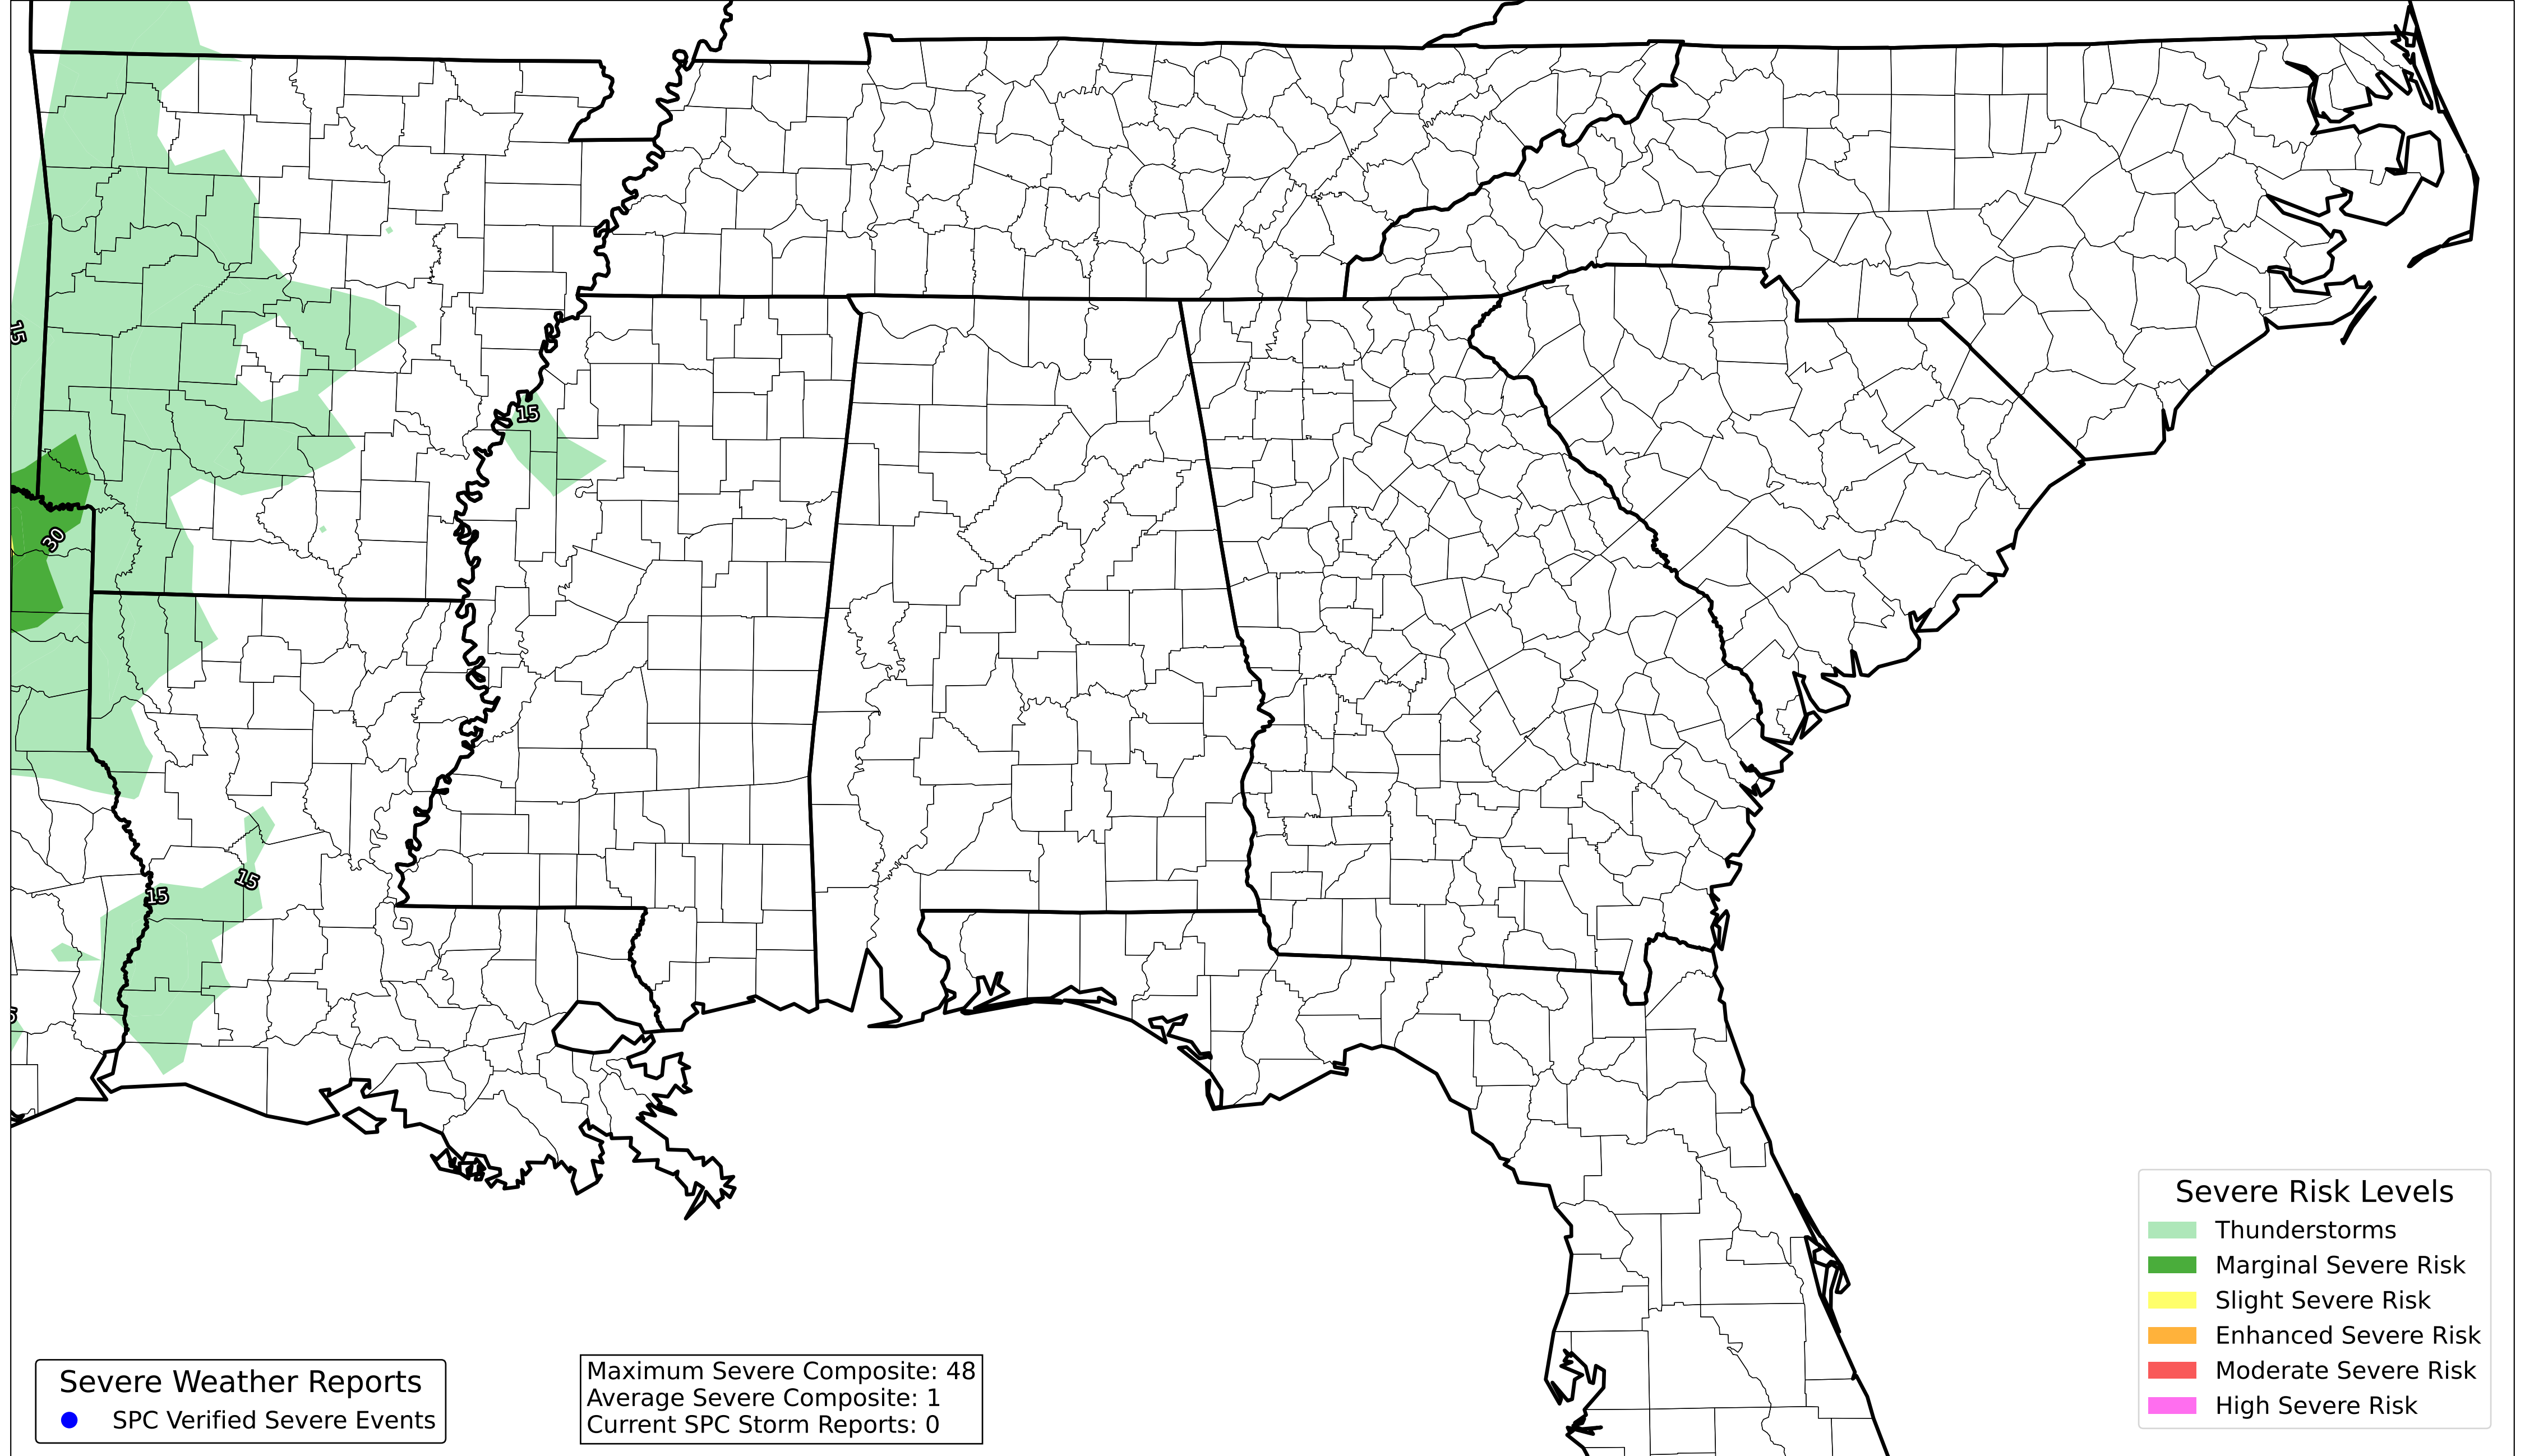 15
15
30
15
15
Severe Risk Levels
Thunderstorms
Marginal Severe Risk
Slight Severe Risk
Enhanced Severe Risk
Moderate Severe Risk
High Severe Risk
Severe Weather Reports
SPC Verified Severe Events
Maximum Severe Composite: 48
Average Severe Composite: 1
Current SPC Storm Reports: 0